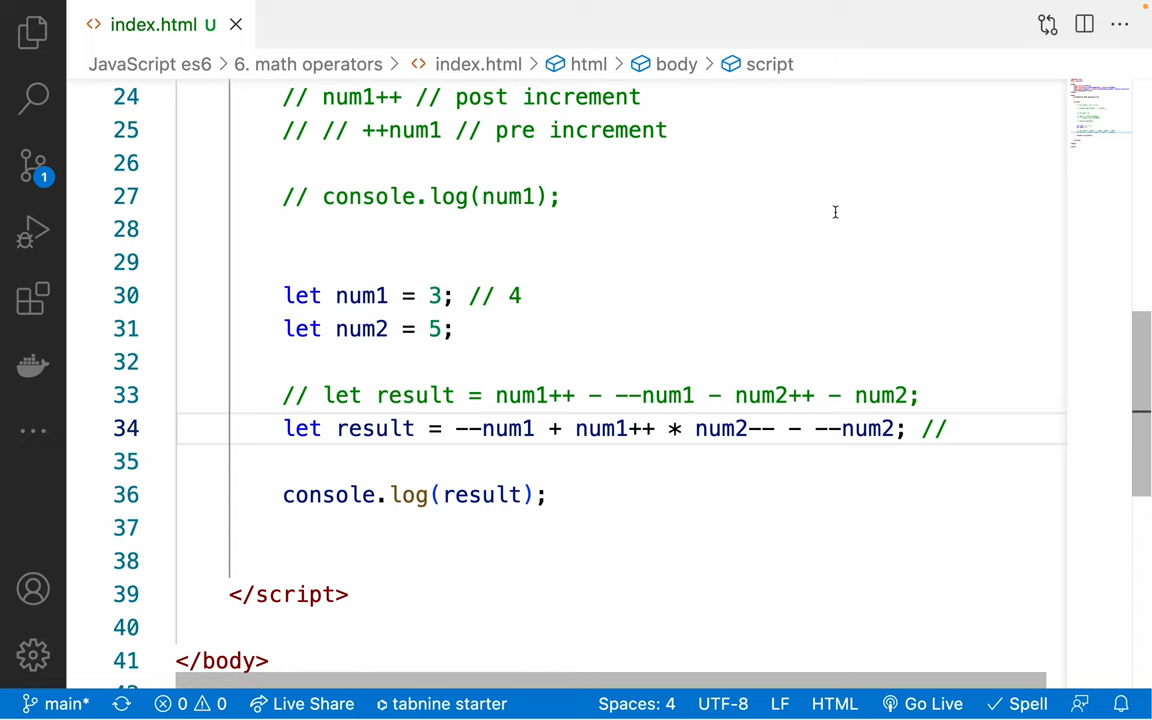 index.html U
JavaScript es6 > 6. math operators > index.html > html > body > script
24 // num1++ // post increment
25 // // ++num1 // pre increment
26
27 // console.log(num1);
28
29
30 let num1 = 3; // 4
31 let num2 = 5;
32
33 // let result = num1++ - --num1 - num2++ - num2;
34 let result = --num1 + num1++ * num2-- - --num2; //
35
36 console.log(result);
37
38
39 </script>
40
41 </body>
1
main* 0 0 Live Share tabnine starter Spaces: 4 UTF-8 LF HTML Go Live Spell